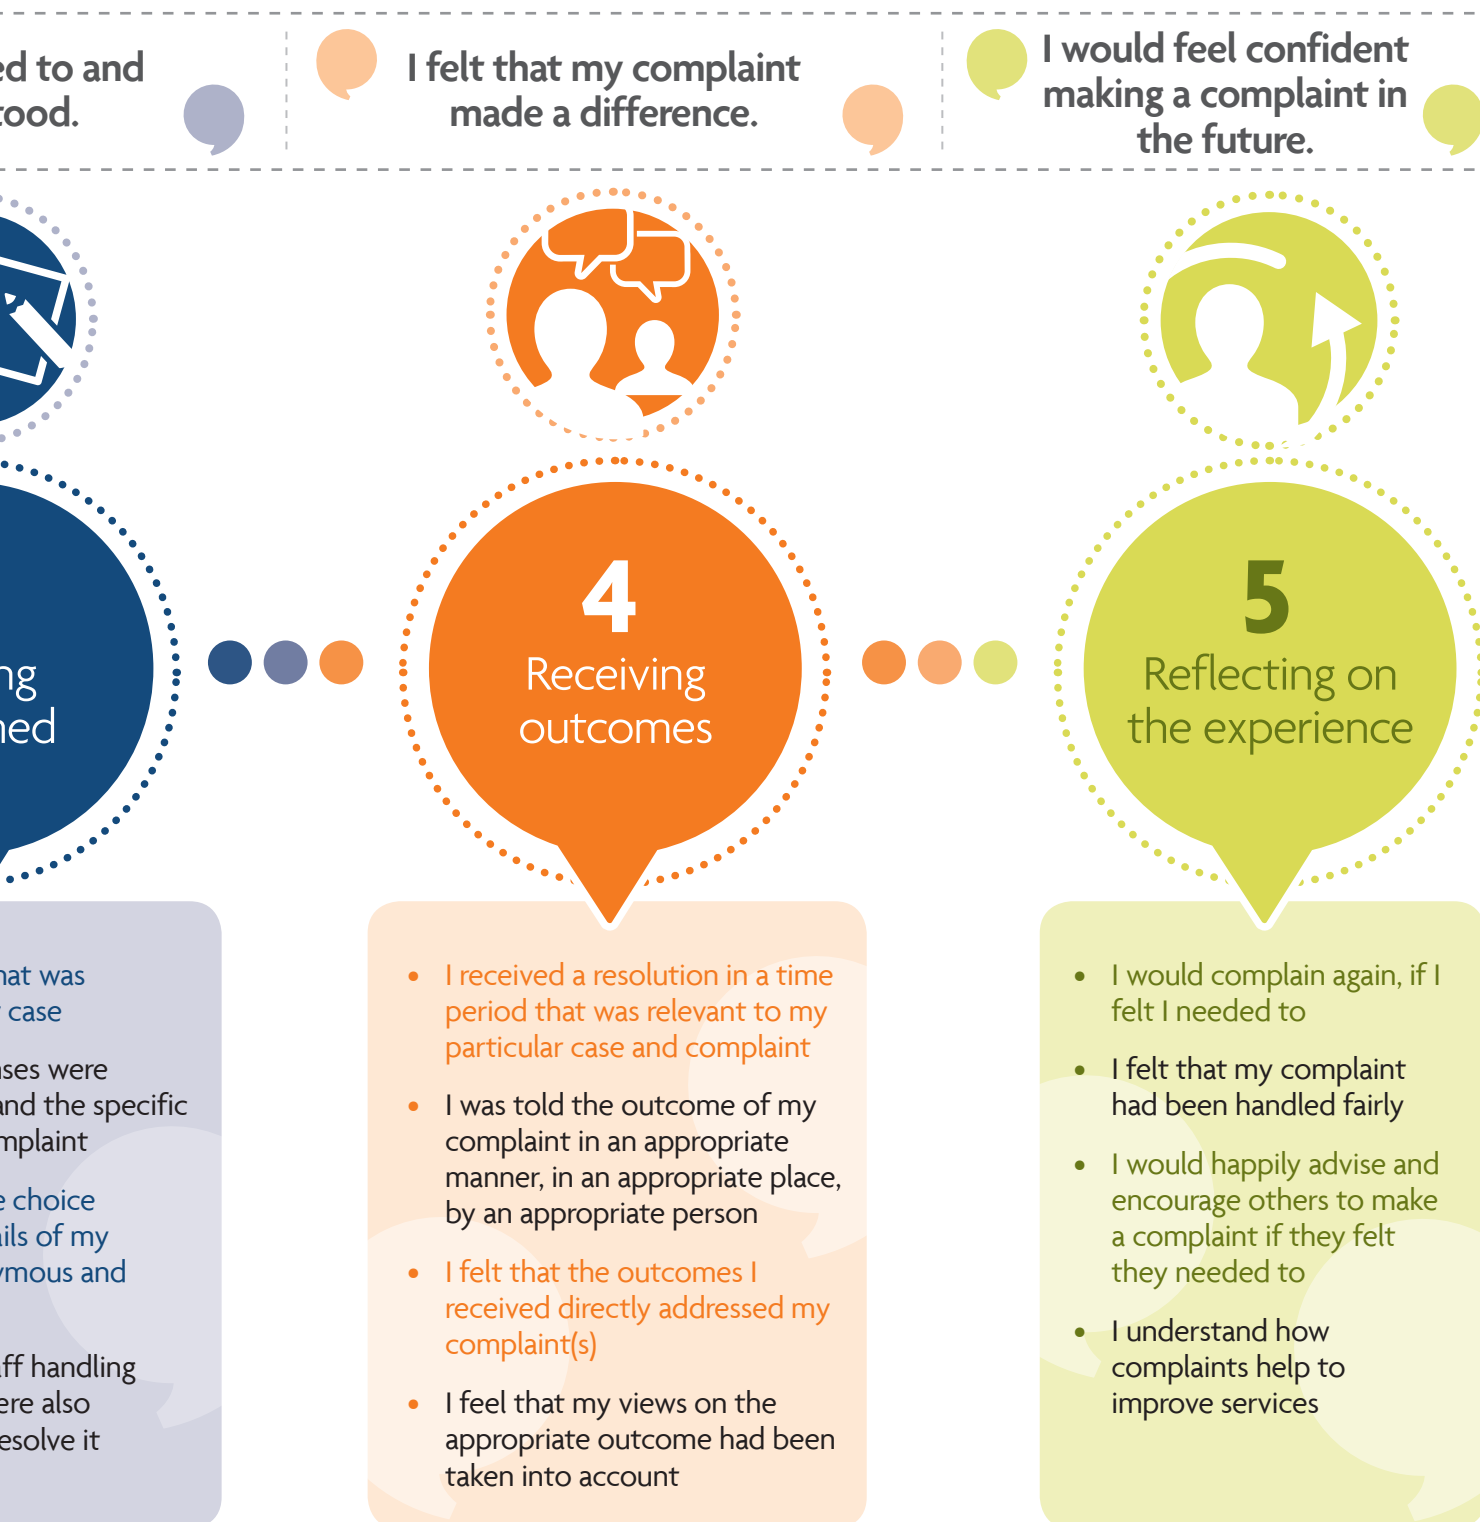 ed to and
tood.
I felt that my complaint
made a difference.
I would feel confident
making a complaint in
the future.
ng
ned
4
Receiving
outcomes
5
Reflecting on
the experience
hat was
case
nses were
and the specific
mplaint
e choice
ails of my
ymous and
aff handling
ere also
esolve it
• I received a resolution in a time
period that was relevant to my
particular case and complaint
• I was told the outcome of my
complaint in an appropriate
manner, in an appropriate place,
by an appropriate person
• I felt that the outcomes I
received directly addressed my
complaint(s)
• I feel that my views on the
appropriate outcome had been
taken into account
• I would complain again, if I
felt I needed to
• I felt that my complaint
had been handled fairly
• I would happily advise and
encourage others to make
a complaint if they felt
they needed to
• I understand how
complaints help to
improve services